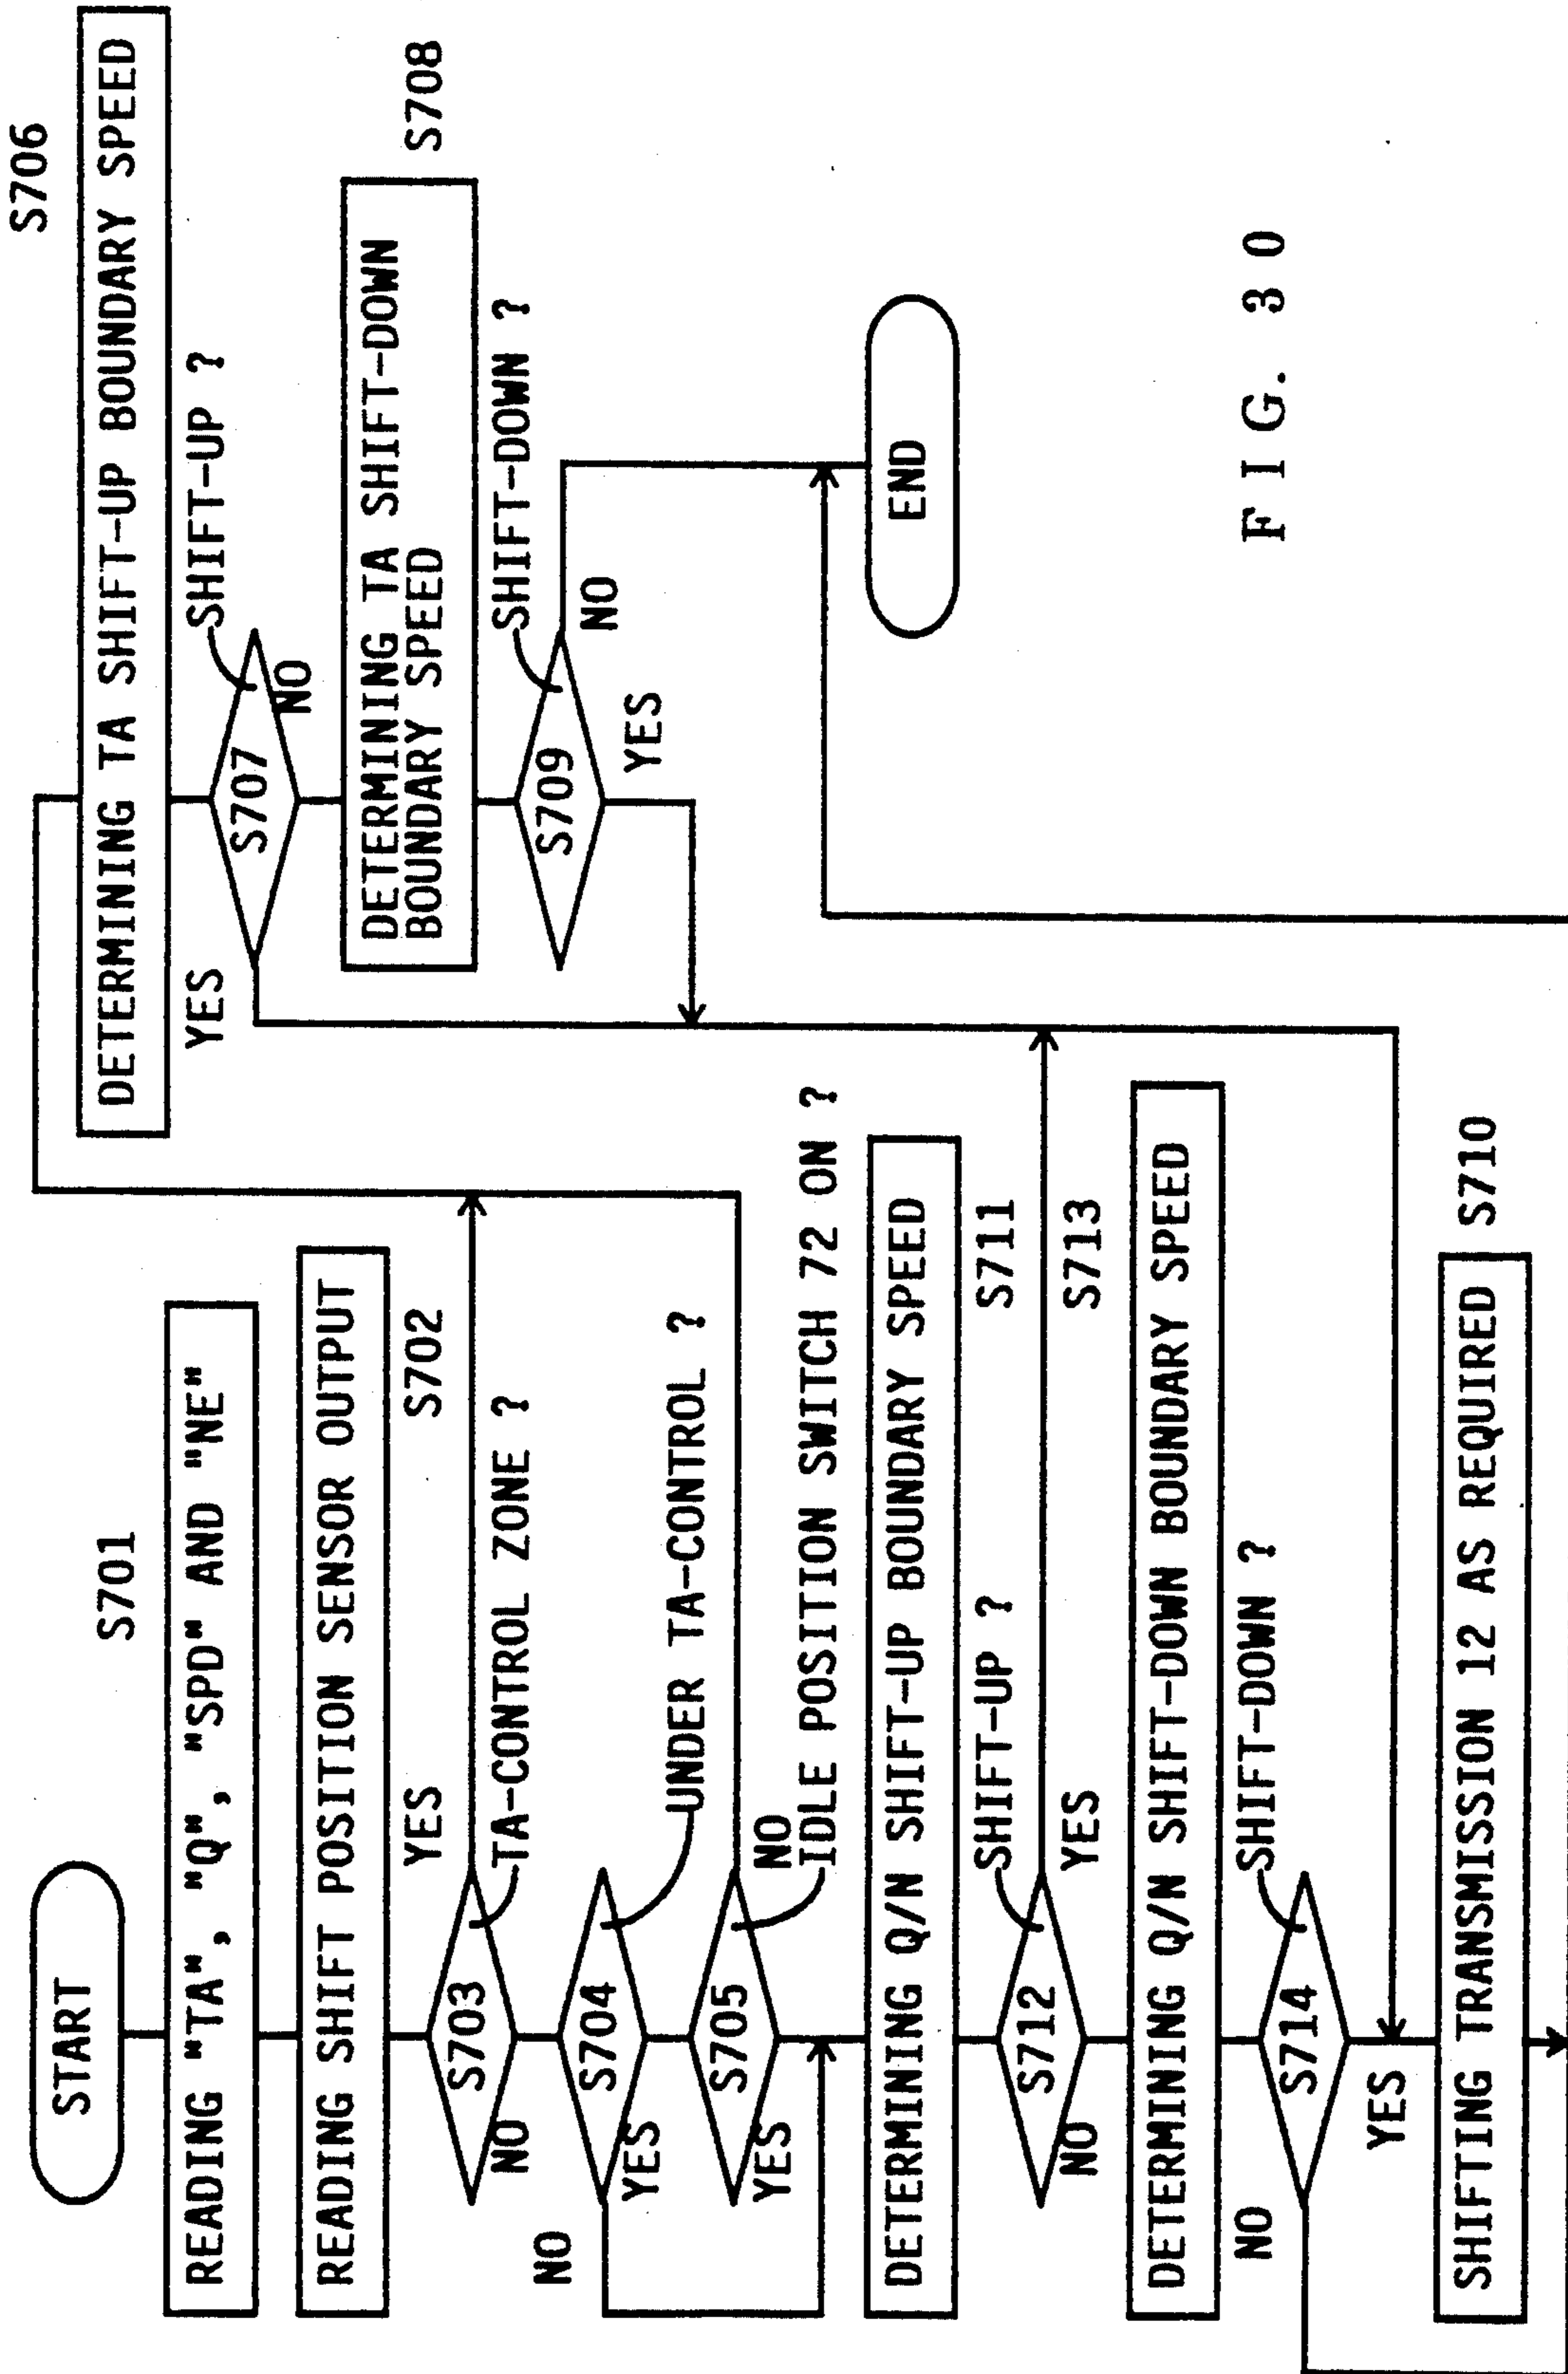 START
S701
READING "TA", "Q", "SPD" AND "NE"
READING SHIFT POSITION SENSOR OUTPUT
S702
YES
S703
TA-CONTROL ZONE ?
NO
S704
UNDER TA-CONTROL ?
NO
YES
S705
NO
IDLE POSITION SWITCH 72 ON ?
YES
DETERMINING Q/N SHIFT-UP BOUNDARY SPEED
S711
SHIFT-UP ?
S712
YES
NO
S713
DETERMINING Q/N SHIFT-DOWN BOUNDARY SPEED
SHIFT-DOWN ?
NO
S714
YES
SHIFTING TRANSMISSION 12 AS REQUIRED
S710
S706
DETERMINING TA SHIFT-UP BOUNDARY SPEED
YES
SHIFT-UP ?
S707
NO
DETERMINING TA SHIFT-DOWN
BOUNDARY SPEED
S708
SHIFT-DOWN ?
S709
NO
YES
END
FIG. 30